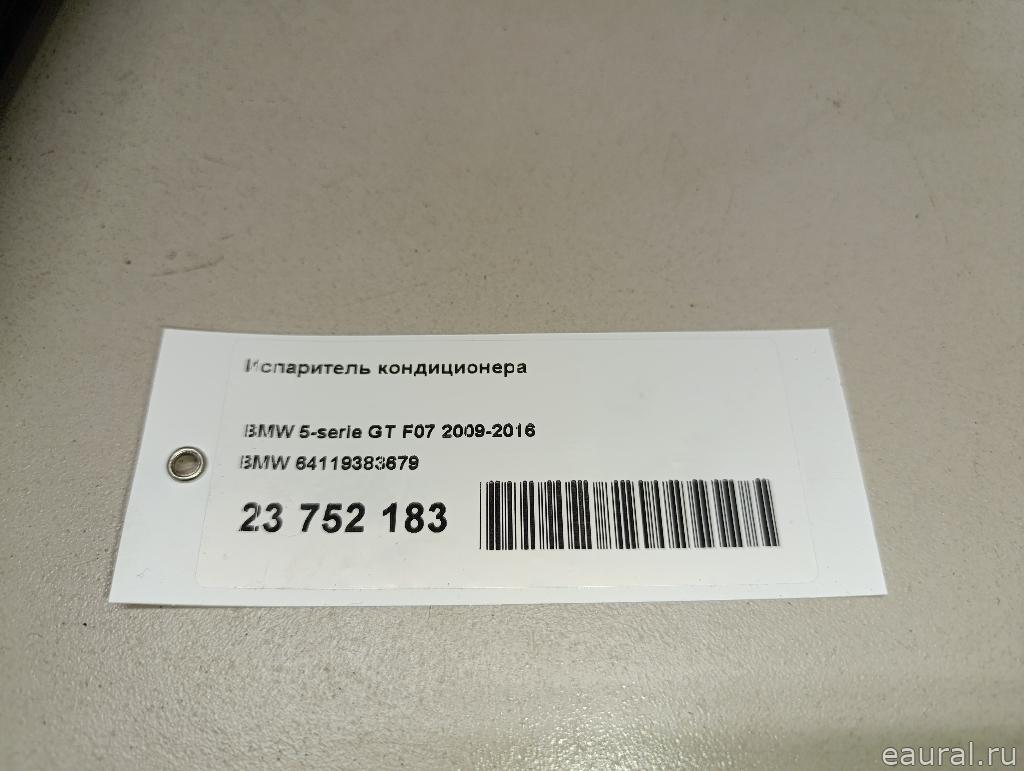 Испаритель кондиционера
BMW 5-serie GT F07 2009-2016
BMW 64119383679
23 752 183
eaural.ru